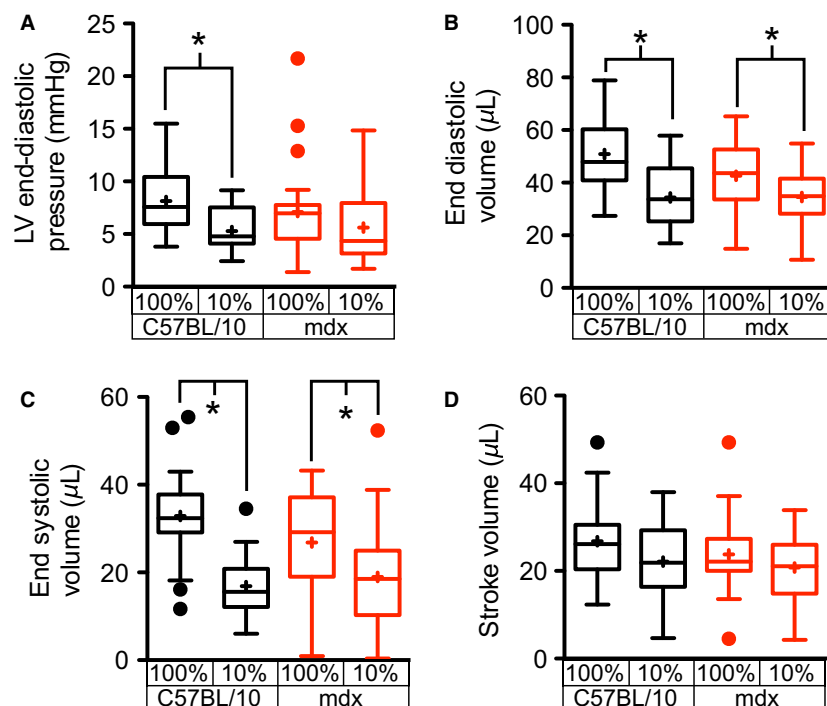 A
LV end-diastolic
pressure (mmHg)
25
20
15
10
5
0
*
100% 10% 100% 10%
C57BL/10 mdx
B
End diastolic
volume (μL)
100
80
60
40
20
0
* *
100% 10% 100% 10%
C57BL/10 mdx
C
End systolic
volume (μL)
60
40
20
0
* *
100% 10% 100% 10%
C57BL/10 mdx
D
Stroke volume (μL)
60
40
20
0
100% 10% 100% 10%
C57BL/10 mdx